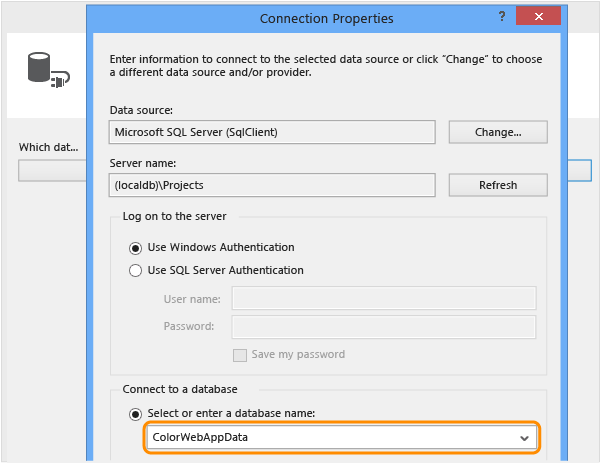 Connection Properties
?
Enter information to connect to the selected data source or click “Change” to choose
a different data source and/or provider.
Data source:
Microsoft SQL Server (SqlClient)
Change...
Which dat...
Server name:
(localdb)\Projects
Refresh
Log on to the server
Use Windows Authentication
Use SQL Server Authentication
User name:
Password:
Save my password
Connect to a database
Select or enter a database name:
ColorWebAppData